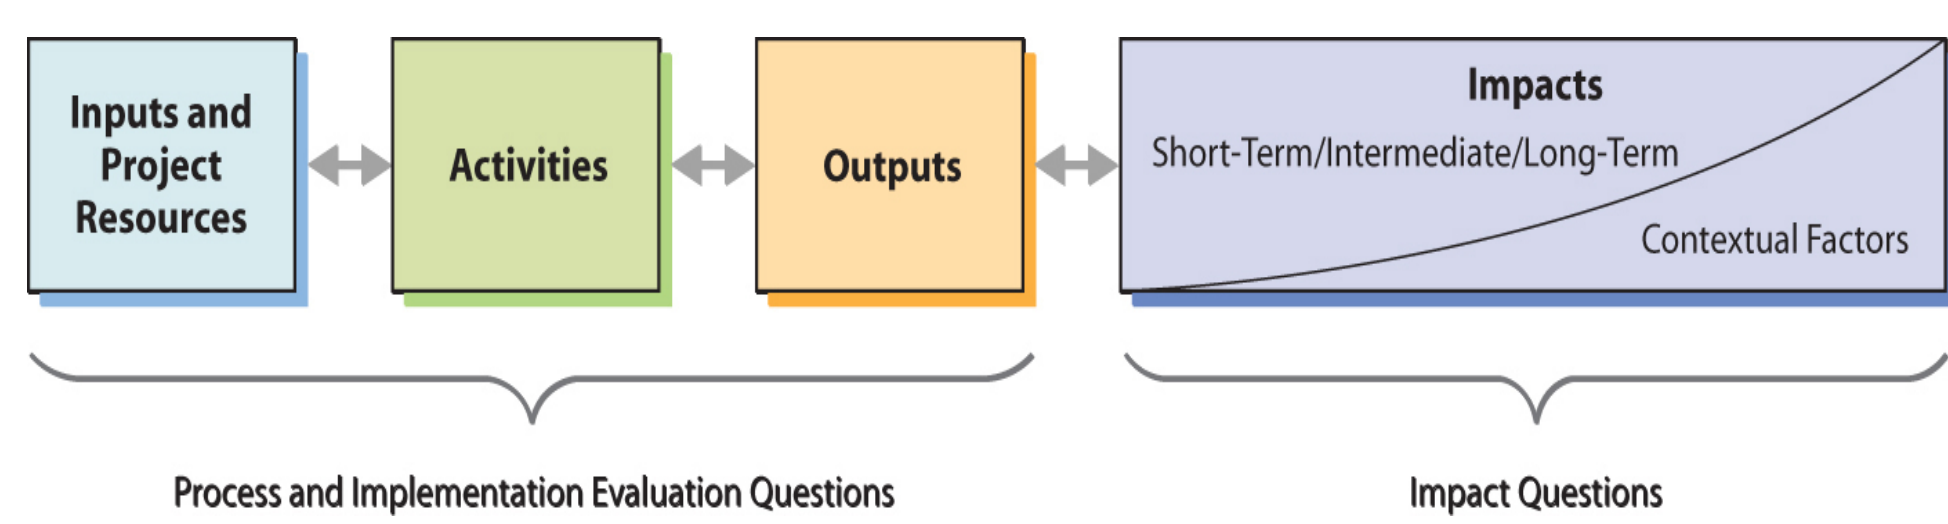 Inputs and
Project
Resources
Activities
Outputs
Impacts
Short-Term/Intermediate/Long-Term
Contextual Factors
Process and Implementation Evaluation Questions
Impact Questions